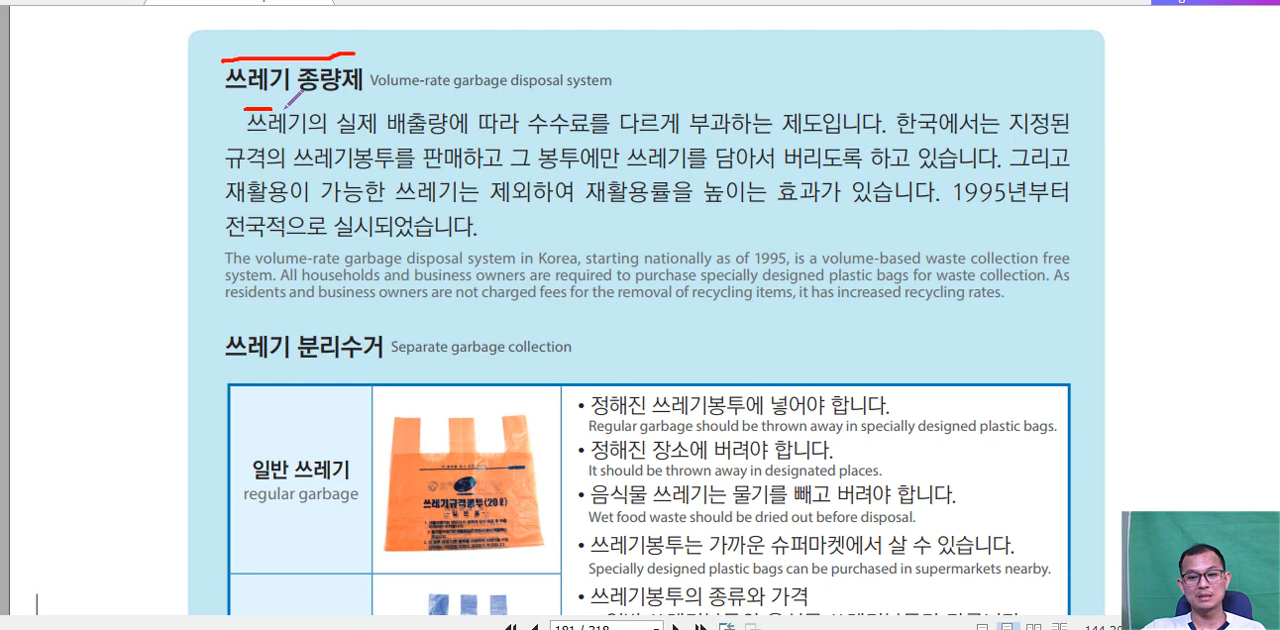 쓰레기 종량제 Volume-rate garbage disposal system
쓰레기의 실제 배출량에 따라 수수료를 다르게 부과하는 제도입니다. 한국에서는 지정된
규격의 쓰레기봉투를 판매하고 그 봉투에만 쓰레기를 담아서 버리도록 하고 있습니다. 그리고
재활용이 가능한 쓰레기는 제외하여 재활용률을 높이는 효과가 있습니다. 1995년부터
전국적으로 실시되었습니다.
The volume-rate garbage disposal system in Korea, starting nationally as of 1995, is a volume-based waste collection free
system. All households and business owners are required to purchase specially designed plastic bags for waste collection. As
residents and business owners are not charged fees for the removal of recycling items, it has increased recycling rates.
쓰레기 분리수거 Separate garbage collection
일반 쓰레기
regular garbage
쓰레기규격봉투(20ℓ)
• 정해진 쓰레기봉투에 넣어야 합니다.
Regular garbage should be thrown away in specially designed plastic bags.
• 정해진 장소에 버려야 합니다.
It should be thrown away in designated places.
• 음식물 쓰레기는 물기를 빼고 버려야 합니다.
Wet food waste should be dried out before disposal.
• 쓰레기봉투는 가까운 슈퍼마켓에서 살 수 있습니다.
Specially designed plastic bags can be purchased in supermarkets nearby.
• 쓰레기봉투의 종류와 가격
181 / 218